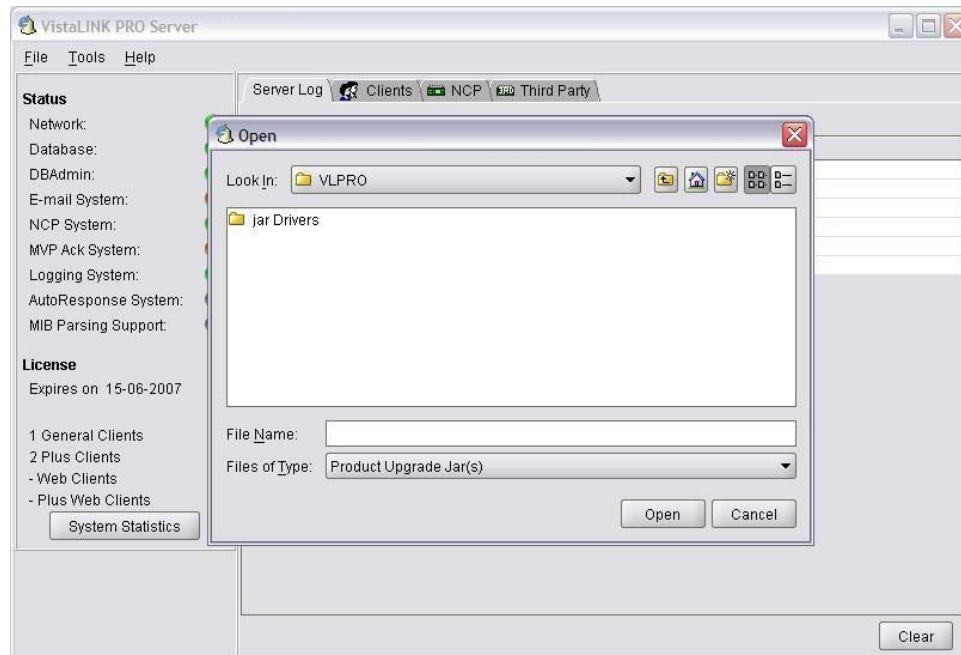 VistaLINK PRO Server
File Tools Help
Status
Network:
Database:
DBAdmin:
E-mail System:
NCP System:
MVP Ack System:
Logging System:
AutoResponse System:
MIB Parsing Support:
License
Expires on 15-06-2007
1 General Clients
2 Plus Clients
- Web Clients
- Plus Web Clients
System Statistics
Server Log Clients NCP Third Party
Open
Look In: VLPRO
jar Drivers
File Name:
Files of Type: Product Upgrade Jar(s)
Open Cancel
Clear